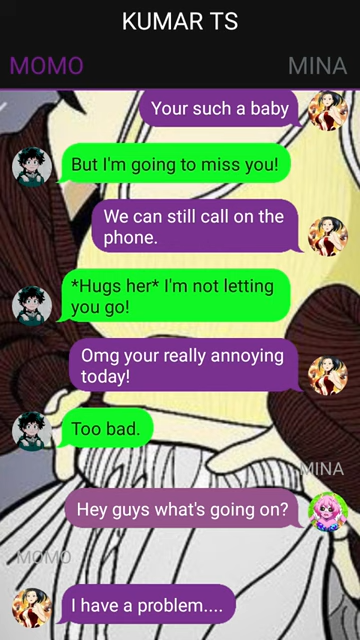 KUMAR TS
MOMO
MINA
Your such a baby
But I'm going to miss you!
We can still call on the
phone.
*Hugs her* I'm not letting
you go!
Omg your really annoying
today!
Too bad.
MINA
Hey guys what's going on?
MOMO
I have a problem....